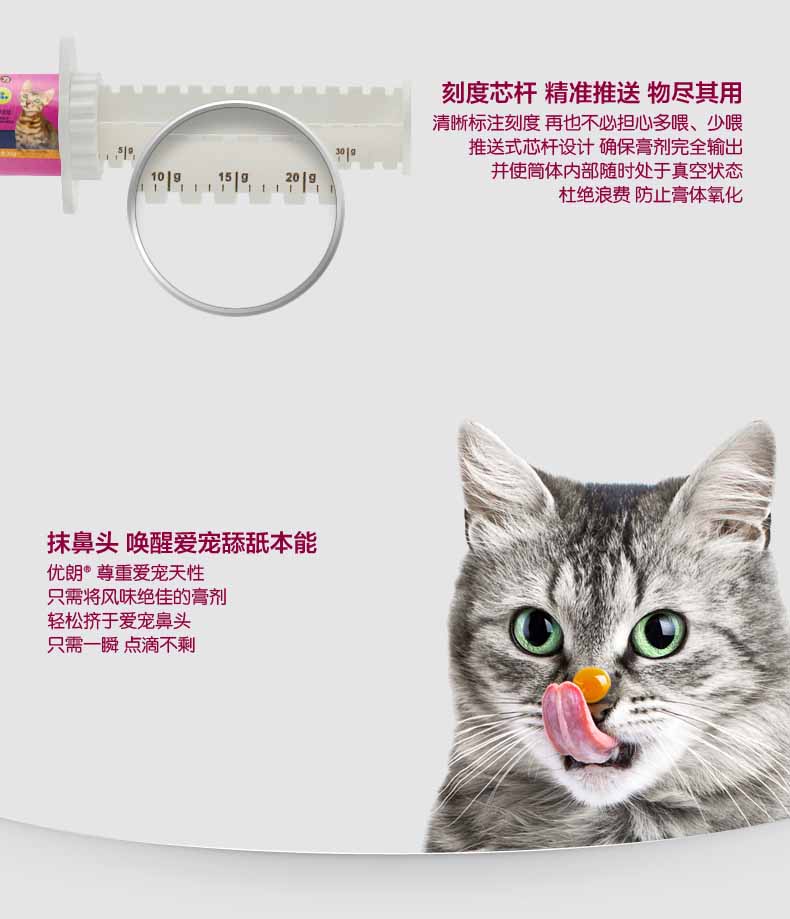 刻度芯杆 精准推送 物尽其用
清晰标注刻度 再也不必担心多喂、少喂
推送式芯杆设计 确保膏剂完全输出
并使筒体内部随时处于真空状态
杜绝浪费 防止膏体氧化
5|g
30|g
10|g 15|g 20|g
抹鼻头 唤醒爱宠舔舐本能
优朗® 尊重爱宠天性
只需将风味绝佳的膏剂
轻松挤于爱宠鼻头
只需一瞬 点滴不剩